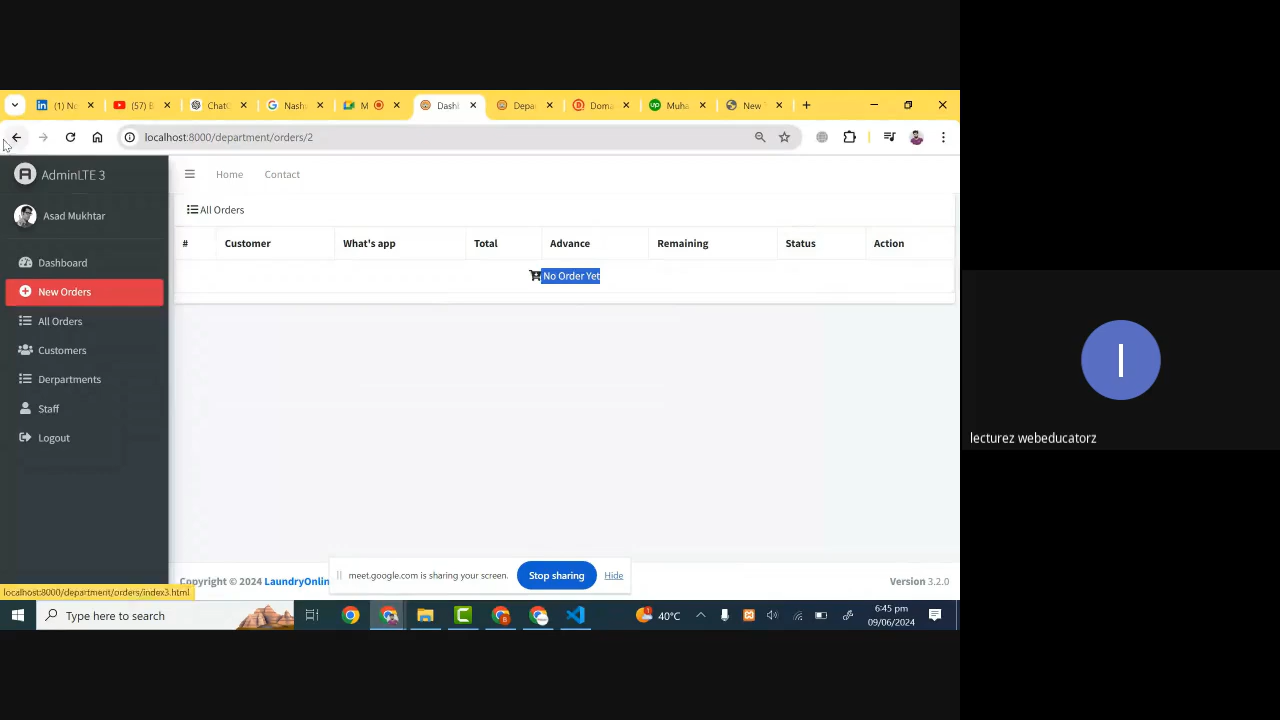 (1) No
(57) B
Chat
Nash
M
Dashl
Depa
Doma
Muha
New
localhost:8000/department/orders/2
AdminLTE 3
Home
Contact
Asad Mukhtar
All Orders
# Customer What's app Total Advance Remaining Status Action
No Order Yet
Dashboard
New Orders
All Orders
Customers
Derpartments
Staff
Logout
lecturez webeducatorz
I
meet.google.com is sharing your screen.
Stop sharing
Hide
Copyright © 2024 LaundryOnlin
Version 3.2.0
localhost:8000/department/orders/index3.html
Type here to search
40°C
6:45 pm
09/06/2024